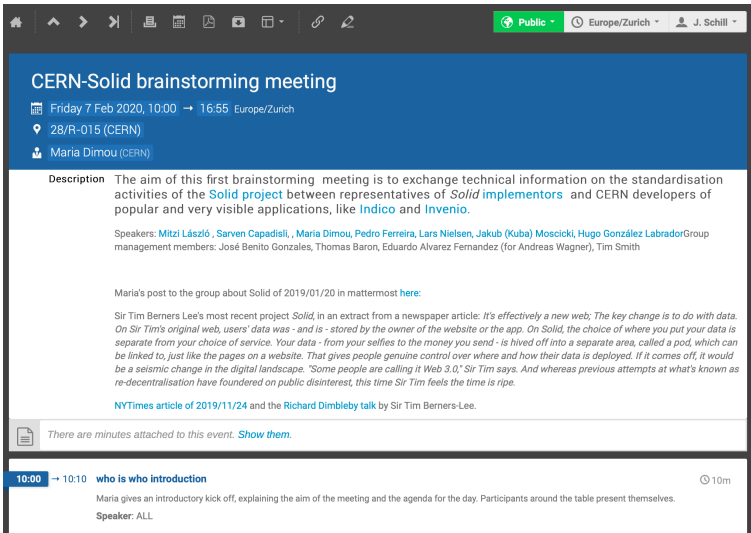 Public
Europe/Zurich
J. Schill
CERN-Solid brainstorming meeting
Friday 7 Feb 2020, 10:00 → 16:55 Europe/Zurich
28/R-015 (CERN)
Maria Dimou (CERN)
Description The aim of this first brainstorming meeting is to exchange technical information on the standardisation
activities of the Solid project between representatives of Solid implementors and CERN developers of
popular and very visible applications, like Indico and Invenio.
Speakers: Mitzi László , Sarven Capadisli, , Maria Dimou, Pedro Ferreira, Lars Nielsen, Jakub (Kuba) Moscicki, Hugo González LabradorGroup
management members: José Benito Gonzales, Thomas Baron, Eduardo Alvarez Fernandez (for Andreas Wagner), Tim Smith
Maria's post to the group about Solid of 2019/01/20 in mattermost here:
Sir Tim Berners Lee's most recent project Solid, in an extract from a newspaper article: It's effectively a new web; The key change is to do with data.
On Sir Tim's original web, users' data was - and is - stored by the owner of the website or the app. On Solid, the choice of where you put your data is
separate from your choice of service. Your data - from your selfies to the money you send - is hived off into a separate area, called a pod, which can
be linked to, just like the pages on a website. That gives people genuine control over where and how their data is deployed. If it comes off, it would
be a seismic change in the digital landscape. "Some people are calling it Web 3.0," Sir Tim says. And whereas previous attempts at what's known as
re-decentralisation have foundered on public disinterest, this time Sir Tim feels the time is ripe.
NYTimes article of 2019/11/24 and the Richard Dimbleby talk by Sir Tim Berners-Lee.
There are minutes attached to this event. Show them.
10:00 → 10:10 who is who introduction 10m
Maria gives an introductory kick off, explaining the aim of the meeting and the agenda for the day. Participants around the table present themselves.
Speaker: ALL